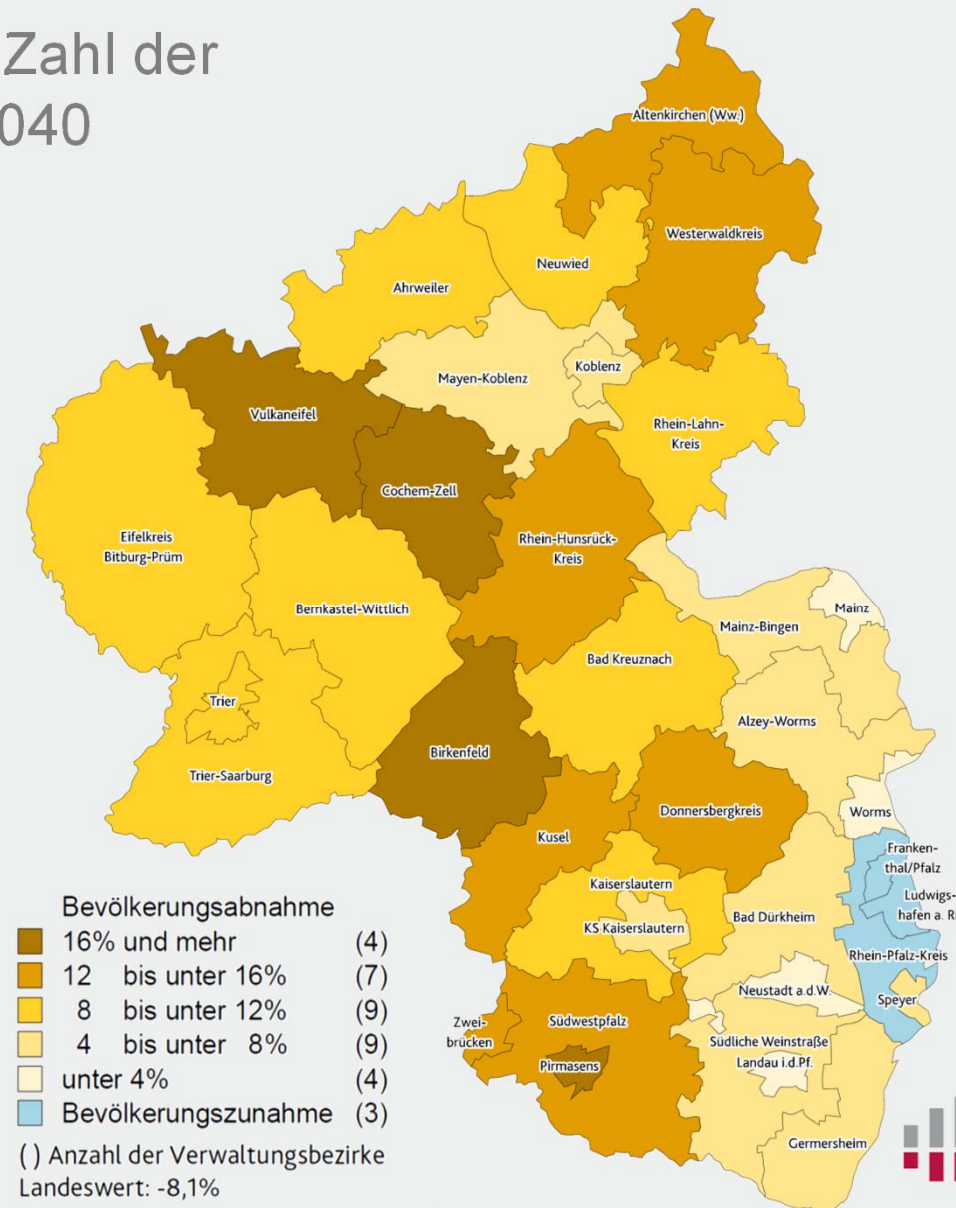 Zahl der
040
Altenkirchen (Ww.)
Westerwaldkreis
Neuwied
Ahrweiler
Mayen-Koblenz
Koblenz
Vulkaneifel
Rhein-Lahn-
Kreis
Cochem-Zell
Eifelkreis
Bitburg-Prüm
Rhein-Hunsrück-
Kreis
Bernkastel-Wittlich
Mainz
Mainz-Bingen
Bad Kreuznach
Trier
Alzey-Worms
Birkenfeld
Trier-Saarburg
Donnersbergkreis
Worms
Kusel
Franken-
thal/Pfalz
Kaiserslautern
Ludwigs-
hafen a. R
Bad Dürkheim
KS Kaiserslautern
Rhein-Pfalz-Kreis
Neustadt a.d.W.
Speyer
Zwei-
brücken
Südwestpfalz
Südliche Weinstraße
Landau i.d.Pf.
Pirmasens
Germersheim
Bevölkerungsabnahme
16% und mehr (4)
12 bis unter 16% (7)
8 bis unter 12% (9)
4 bis unter 8% (9)
unter 4% (4)
Bevölkerungszunahme (3)
( ) Anzahl der Verwaltungsbezirke
Landeswert: -8,1%